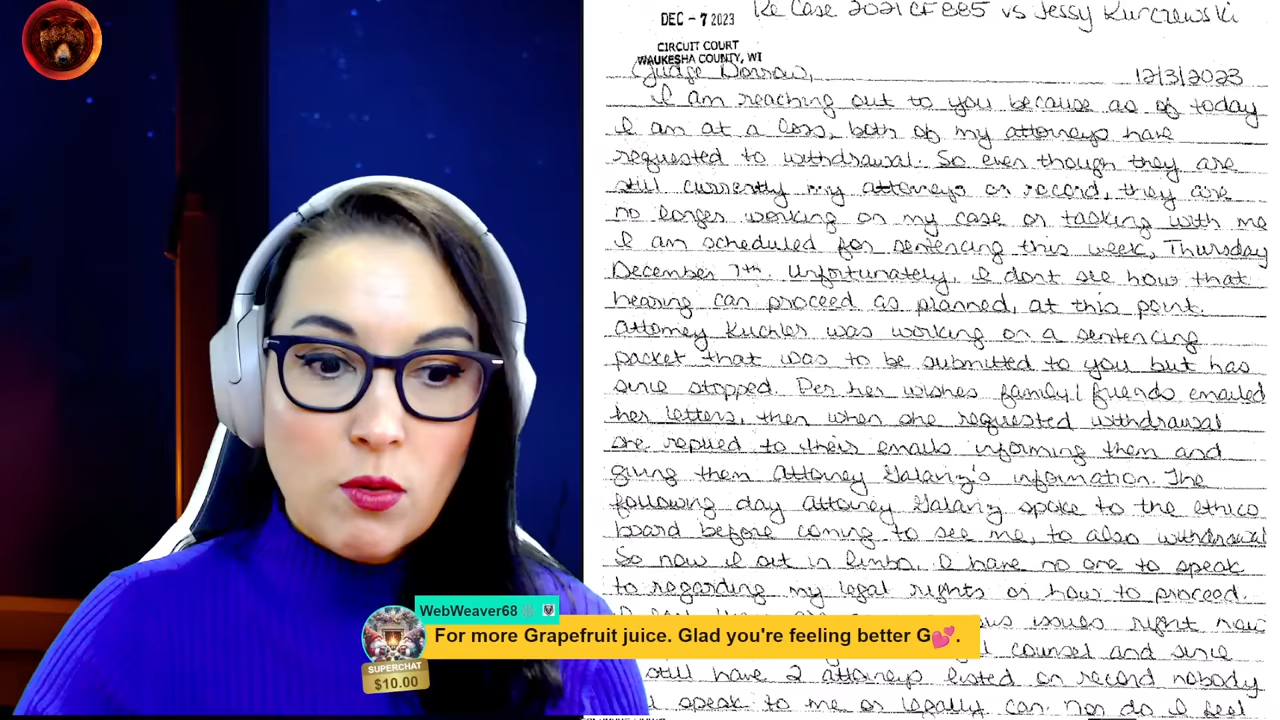 DEC - 7 2023
CIRCUIT COURT
WAUKESHA COUNTY, WI
Re Case 2021CF885 vs Jessy Kurczewski
Judge Dorrow, 12/3/2023
I am reaching out to you because as of today
I am at a loss, both of my attorneys have
requested to withdrawal. So even though they are
still currently my attorneys on record, they are
no longer working on my case or talking with me
I am scheduled for sentencing this week, Thursday
December 7th. Unfortunately, I dont see how that
hearing can proceed as planned, at this point.
Attorney Kuchler was working on a sentencing
packet that was to be submitted to you but has
since stopped. Per her wishes family/friends emailed
her letters, then when she requested withdrawal
she replied to their emails informing them and
giving them Attorney Galanz's information The
following day attorney Galanz spoke to the ethics
board before coming to see me, to also withdrawal
So now I sit in limbo. I have no one to speak
to regarding my legal rights or how to proceed.
issues right now
counsel and since
still have 2 attorneys listed on record nobody
speak to me or legally can. Nor do I feel
WebWeaver68
For more Grapefruit juice. Glad you're feeling better G💕.
SUPERCHAT
$10.00